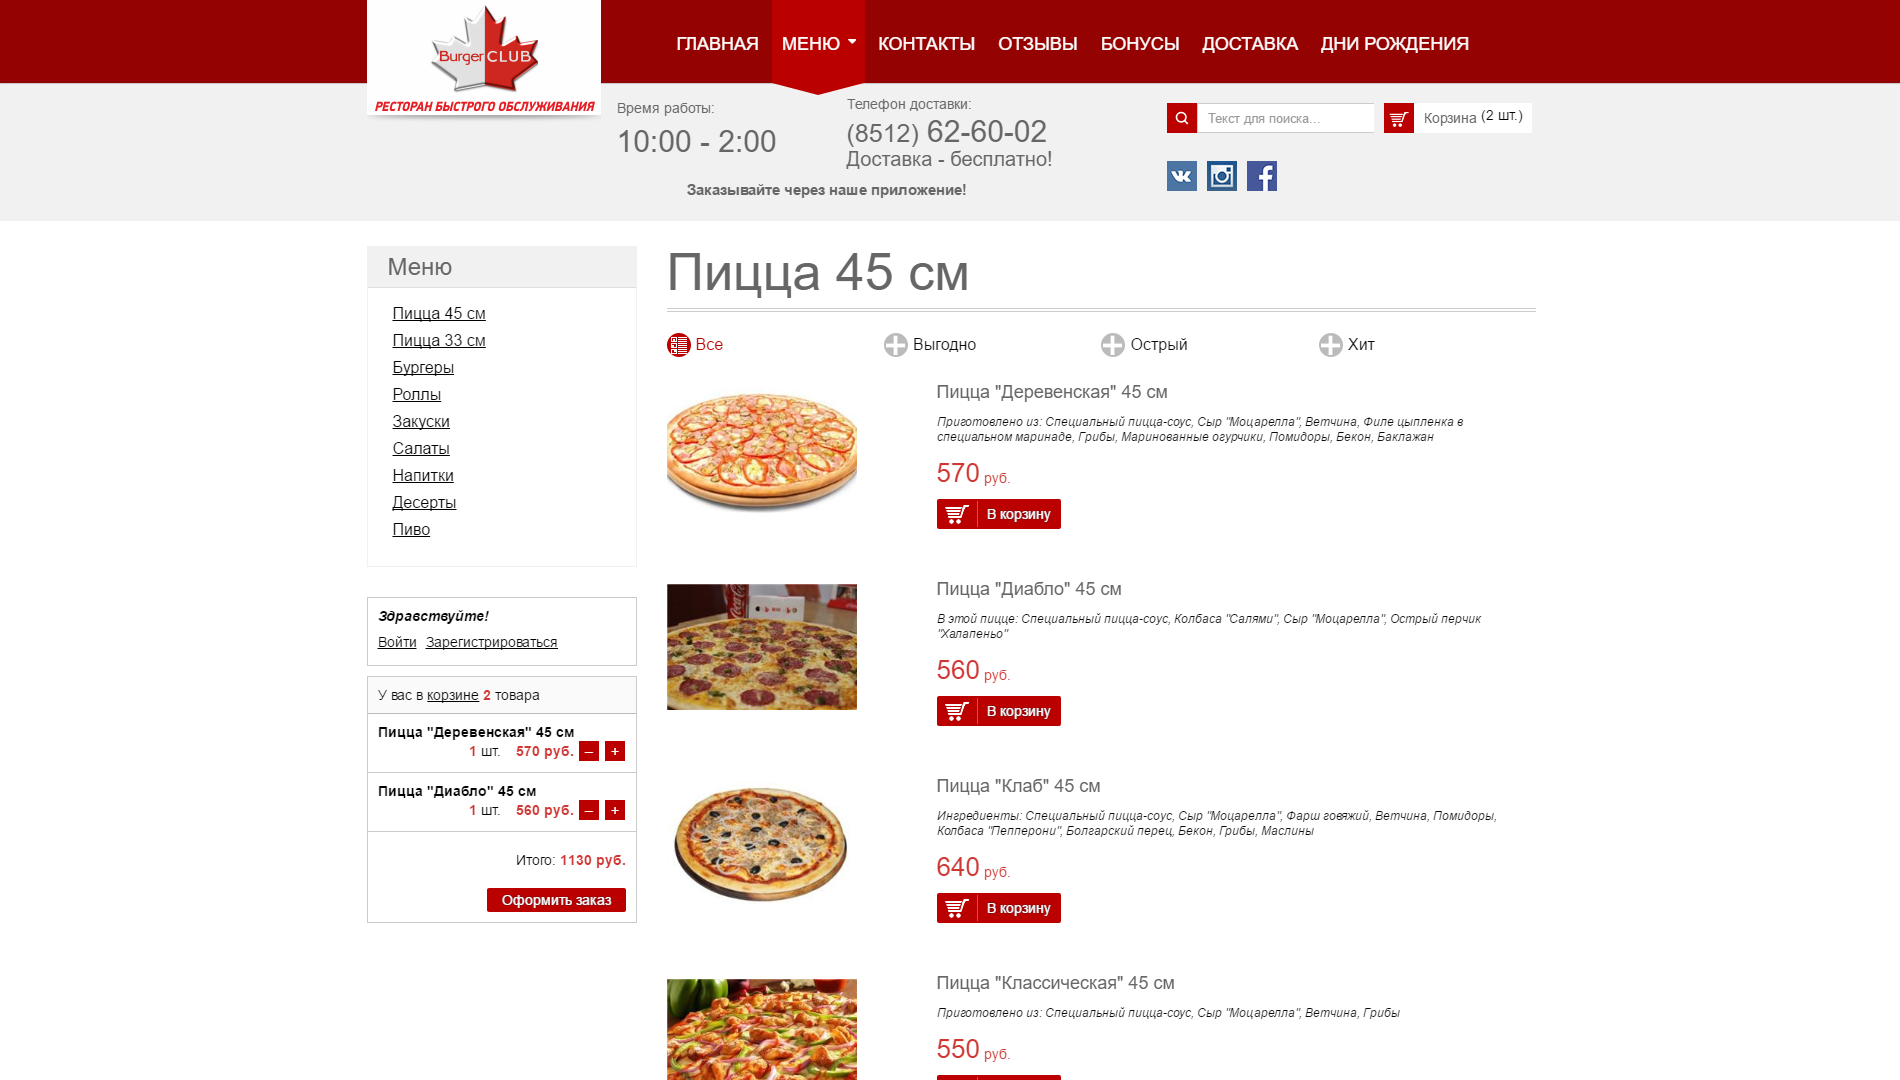 BurgerCLUB
РЕСТОРАН БЫСТРОГО ОБСЛУЖИВАНИЯ
ГЛАВНАЯ МЕНЮ КОНТАКТЫ ОТЗЫВЫ БОНУСЫ ДОСТАВКА ДНИ РОЖДЕНИЯ
Время работы:
10:00 - 2:00
Телефон доставки:
(8512) 62-60-02
Доставка - бесплатно!
Заказывайте через наше приложение!
Текст для поиска...
Корзина (2 шт.)
Меню
Пицца 45 см
Пицца 33 см
Бургеры
Роллы
Закуски
Салаты
Напитки
Десерты
Пиво
Здравствуйте!
Войти Зарегистрироваться
У вас в корзине 2 товара
Пицца "Деревенская" 45 см
1 шт. 570 руб. – +
Пицца "Диабло" 45 см
1 шт. 560 руб. – +
Итого: 1130 руб.
Оформить заказ
Пицца 45 см
Все Выгодно Острый Хит
Пицца "Деревенская" 45 см
Приготовлено из: Специальный пицца-соус, Сыр "Моцарелла", Ветчина, Филе цыпленка в
специальном маринаде, Грибы, Маринованные огурчики, Помидоры, Бекон, Баклажан
570 руб.
В корзину
Пицца "Диабло" 45 см
В этой пицце: Специальный пицца-соус, Колбаса "Салями", Сыр "Моцарелла", Острый перчик
"Халапеньо"
560 руб.
В корзину
Пицца "Клаб" 45 см
Ингредиенты: Специальный пицца-соус, Сыр "Моцарелла", Фарш говяжий, Ветчина, Помидоры,
Колбаса "Пепперони", Болгарский перец, Бекон, Грибы, Маслины
640 руб.
В корзину
Пицца "Классическая" 45 см
Приготовлено из: Специальный пицца-соус, Сыр "Моцарелла", Ветчина, Грибы
550 руб.